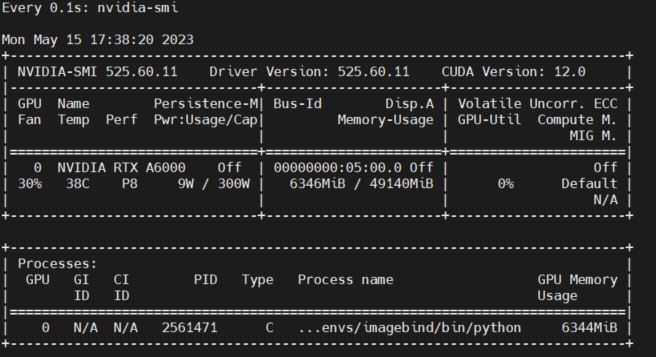 Every 0.1s: nvidia-smi
Mon May 15 17:38:20 2023
+-----------------------------------------------------------------------------+
| NVIDIA-SMI 525.60.11    Driver Version: 525.60.11    CUDA Version: 12.0     |
|-------------------------------+----------------------+----------------------+
| GPU  Name        Persistence-M| Bus-Id        Disp.A | Volatile Uncorr. ECC |
| Fan  Temp  Perf  Pwr:Usage/Cap|         Memory-Usage | GPU-Util  Compute M. |
|                               |                      |               MIG M. |
|===============================+======================+======================|
|   0  NVIDIA RTX A6000    Off  | 00000000:05:00.0 Off |                  Off |
| 30%   38C    P8     9W / 300W |   6346MiB / 49140MiB |      0%      Default |
|                               |                      |                  N/A |
+-------------------------------+----------------------+----------------------+
+-----------------------------------------------------------------------------+
| Processes:                                                                  |
|  GPU   GI   CI        PID   Type   Process name                  GPU Memory |
|        ID   ID                                                   Usage      |
|=============================================================================|
|    0   N/A  N/A   2561471      C   ...envs/imagebind/bin/python     6344MiB |
+-----------------------------------------------------------------------------+